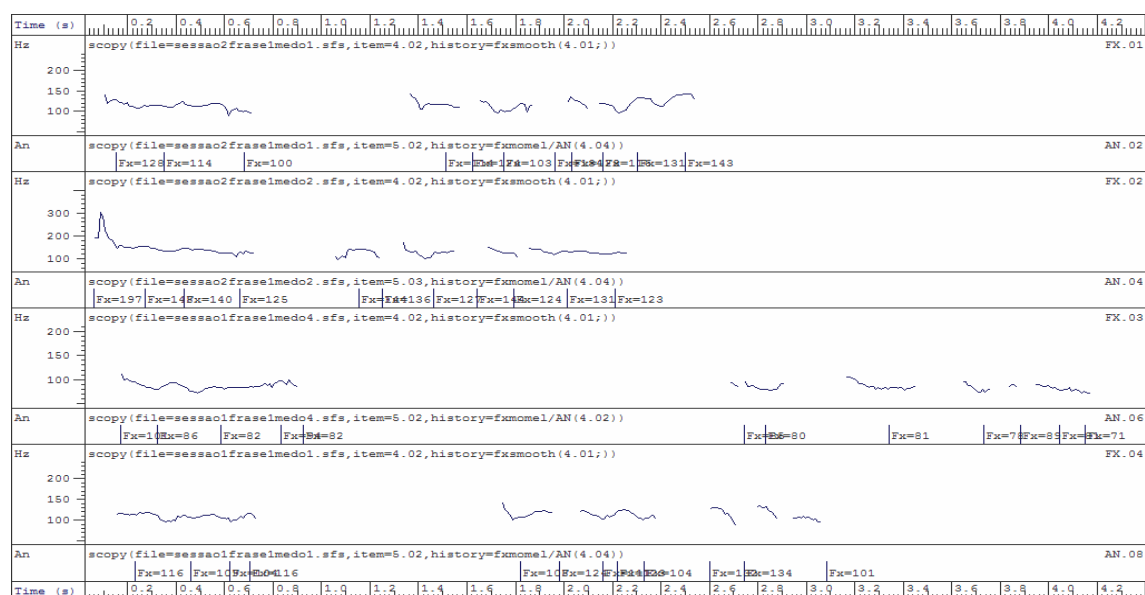 Time (s) 0.2 0.4 0.6 0.8 1.0 1.2 1.4 1.6 1.8 2.0 2.2 2.4 2.6 2.8 3.0 3.2 3.4 3.6 3.8 4.0 4.2
Hz scopy(file=sessao2frase1medo1.sfs,item=4.02,history=fxsmooth(4.01;)) FX.01
200
150
100
An scopy(file=sessao2frase1medo1.sfs,item=5.02,history=fxmomel/AN(4.04)) AN.02
Fx=128 Fx=114 Fx=100 Fx=103 Fx=131 Fx=143
Hz scopy(file=sessao2frase1medo2.sfs,item=4.02,history=fxsmooth(4.01;)) FX.02
300
200
100
An scopy(file=sessao2frase1medo2.sfs,item=5.03,history=fxmomel/AN(4.04)) AN.04
Fx=197 Fx=140 Fx=125 Fx=136 Fx=127 Fx=124 Fx=131 Fx=123
Hz scopy(file=sessao1frase1medo4.sfs,item=4.02,history=fxsmooth(4.01;)) FX.03
200
150
100
An scopy(file=sessao1frase1medo4.sfs,item=5.02,history=fxmomel/AN(4.02)) AN.06
Fx=86 Fx=82 Fx=82 Fx=80 Fx=81 Fx=78 Fx=89 Fx=71
Hz scopy(file=sessao1frase1medo1.sfs,item=4.02,history=fxsmooth(4.01;)) FX.04
200
150
100
An scopy(file=sessao1frase1medo1.sfs,item=5.02,history=fxmomel/AN(4.04)) AN.08
Fx=116 Fx=116 Fx=124 Fx=104 Fx=134 Fx=101
Time (s) 0.2 0.4 0.6 0.8 1.0 1.2 1.4 1.6 1.8 2.0 2.2 2.4 2.6 2.8 3.0 3.2 3.4 3.6 3.8 4.0 4.2